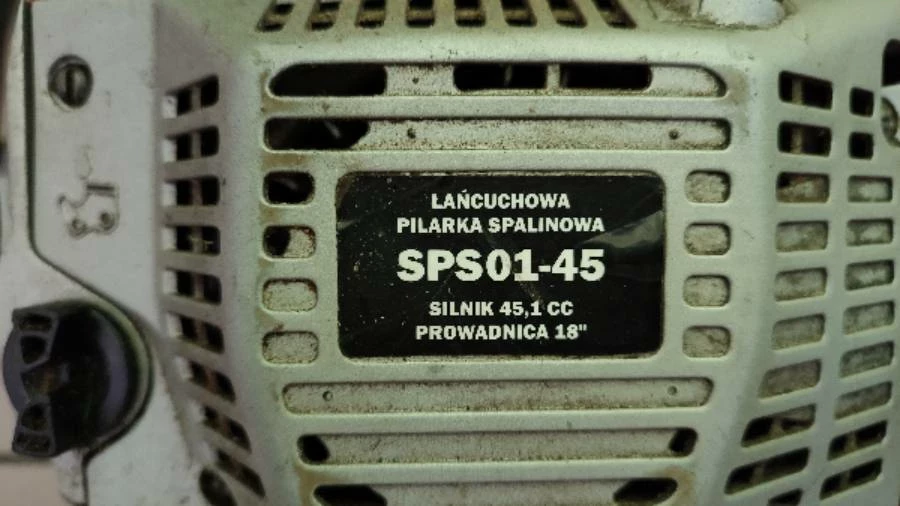 ŁAŃCUCHOWA
PILARKA SPALINOWA
SPS01-45
SILNIK 45,1 CC
PROWADNICA 18"